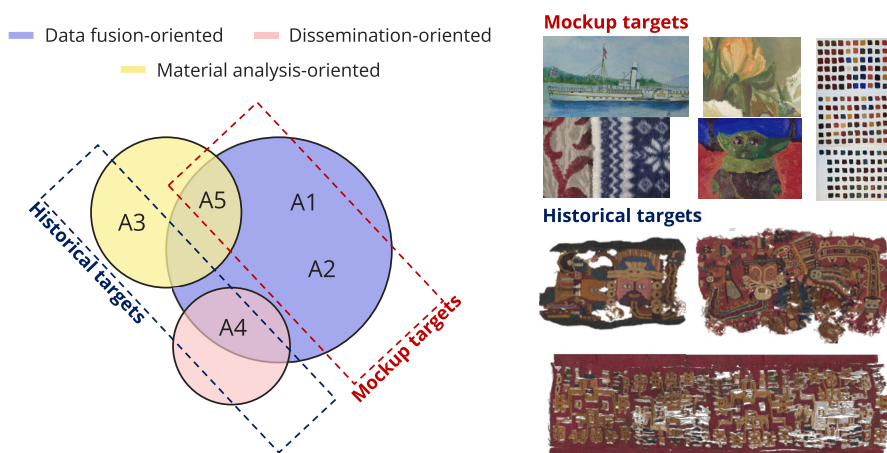 Data fusion-oriented
Dissemination-oriented
Material analysis-oriented
A5
A1
A3
A2
A4
Historical targets
Mockup targets
Mockup targets
Historical targets